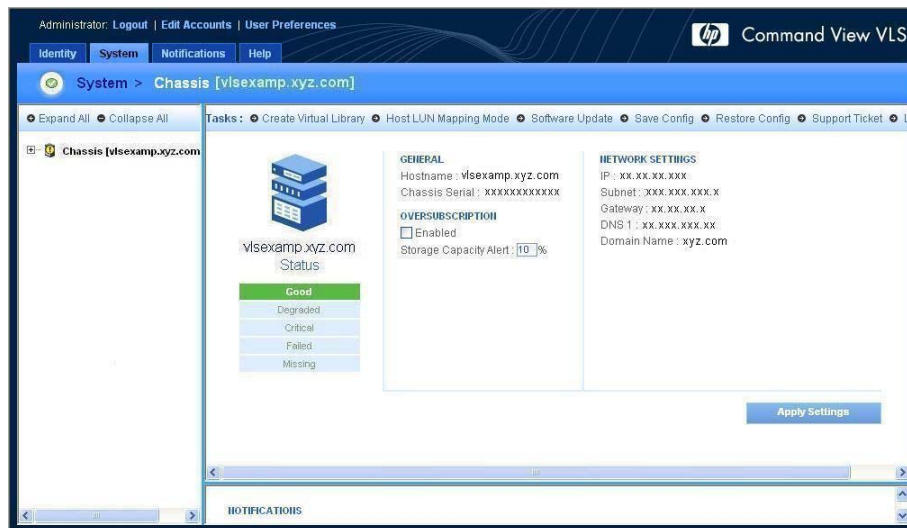 Administrator: Logout | Edit Accounts | User Preferences
hp Command View VLS
Identity System Notifications Help
System > Chassis [vlsexamp.xyz.com]
Expand All Collapse All
Tasks : Create Virtual Library Host LUN Mapping Mode Software Update Save Config Restore Config Support Ticket L
Chassis [vlsexamp.xyz.com
vlsexamp.xyz.com
Status
Good
Degraded
Critical
Failed
Missing
GENERAL
Hostname : vlsexamp.xyz.com
Chassis Serial : xxxxxxxxxxxx
OVERSUBSCRIPTION
Enabled
Storage Capacity Alert : 10 %
NETWORK SETTINGS
IP : xx.xx.xx.xxx
Subnet : xxx.xxx.xxx.x
Gateway : xx.xx.xx.x
DNS 1 : xx.xxx.xxx.xx
Domain Name : xyz.com
Apply Settings
NOTIFICATIONS